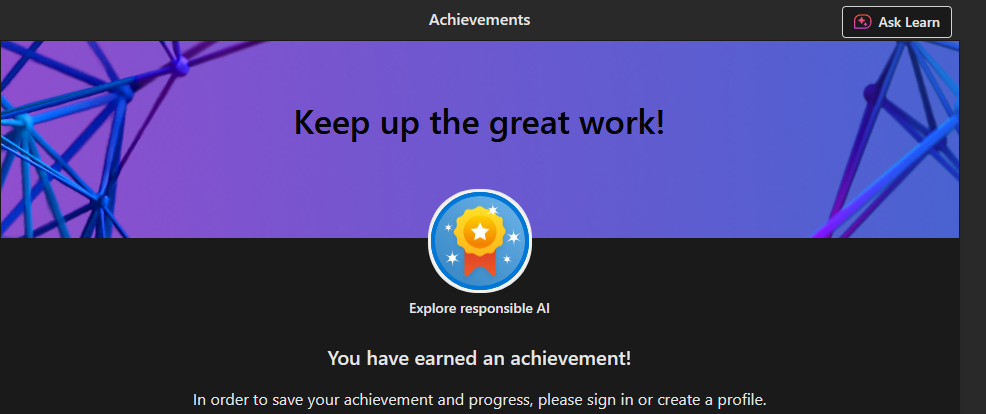 Achievements
Ask Learn
Keep up the great work!
Explore responsible AI
You have earned an achievement!
In order to save your achievement and progress, please sign in or create a profile.